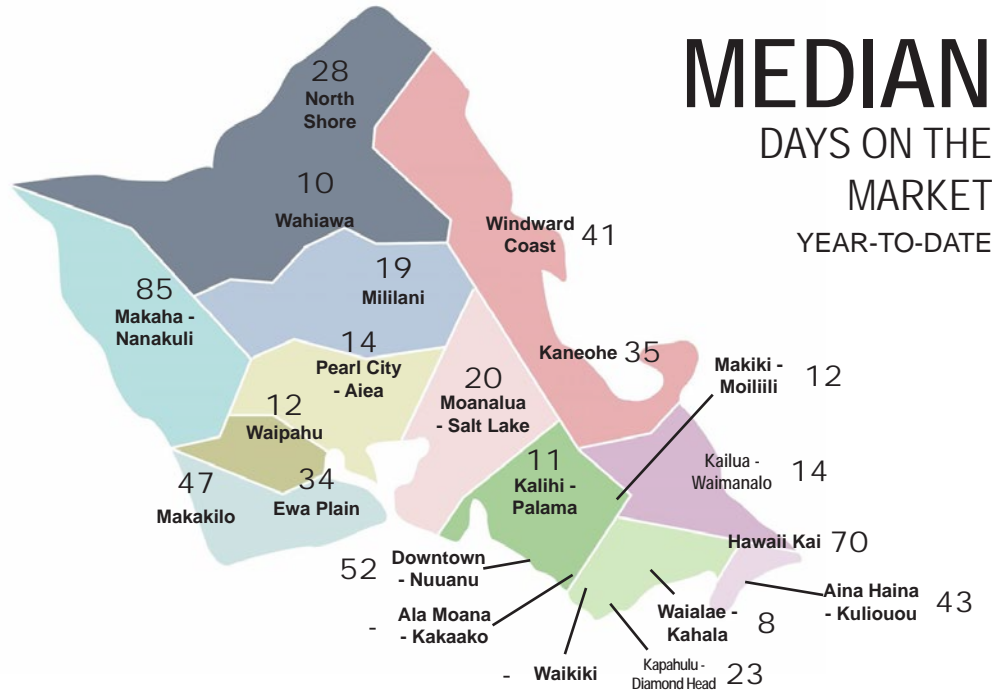 MEDIAN
DAYS ON THE
MARKET
YEAR-TO-DATE
28
North
Shore
10
Wahiawa
Windward
Coast
41
19
Mililani
85
Makaha -
Nanakuli
14
Pearl City
- Aiea
Kaneohe
35
Makiki -
Moiliili
12
20
Moanalua
- Salt Lake
12
Waipahu
11
Kalihi -
Palama
Kailua -
Waimanalo
14
47
Makakilo
34
Ewa Plain
Hawaii Kai
70
52
Downtown
- Nuuanu
Aina Haina
- Kuliouou
43
-
Ala Moana
- Kakaako
Waialae -
Kahala
8
-
Waikiki
Kapahulu -
Diamond Head
23